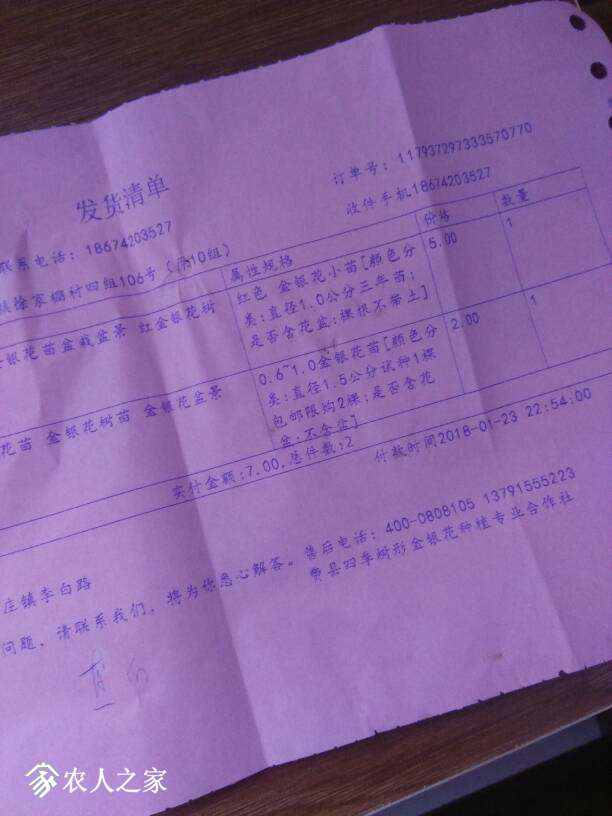 发货清单
订单号: 117937297333570770
联系电话: 18674203527
收件手机18674203527
徐家棚村四组106号 (原10组)
属性规格
价格
数量
银花苗盆栽盆景 红金银花树
红色 金银花小苗[颜色分
类:直径1.0公分三年苗;
是否含花盆:裸根不带土]
5.00
1
花苗 金银花树苗 金银花盆景
0.6~1.0金银花苗[颜色分
类:直径1.5公分试种1棵
包邮限购2棵;是否含花
盆:不含盆]
2.00
1
实付金额:7.00,总件数:2
付款时间2018-01-23 22:54:00
庄镇李白路
问题, 请联系我们, 将为你悉心解答。售后电话: 400-0808105 13791555223
费县四季树形金银花种植专业合作社
农人之家